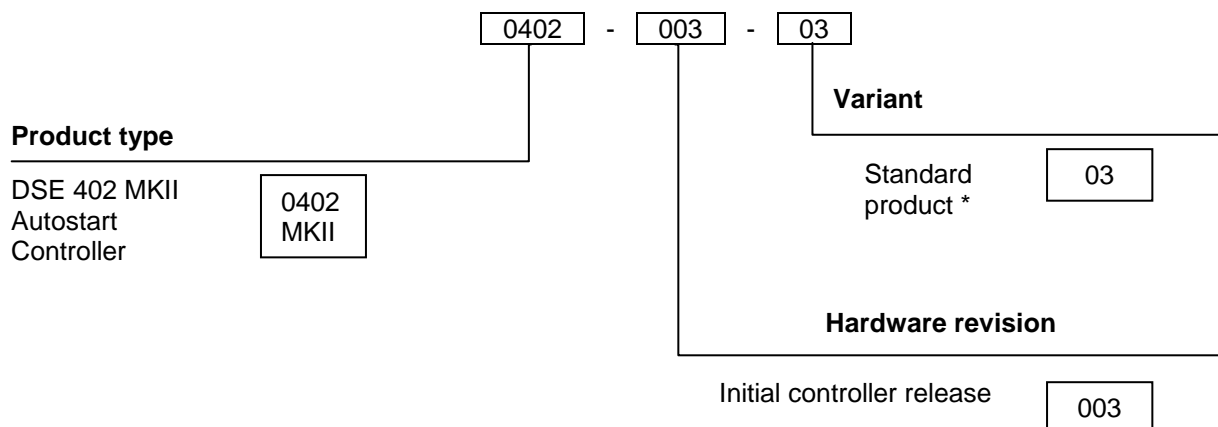 0402 - 003 - 03
Variant
Product type
DSE 402 MKII
Autostart
Controller
0402
MKII
Standard
product *
03
Hardware revision
Initial controller release
003